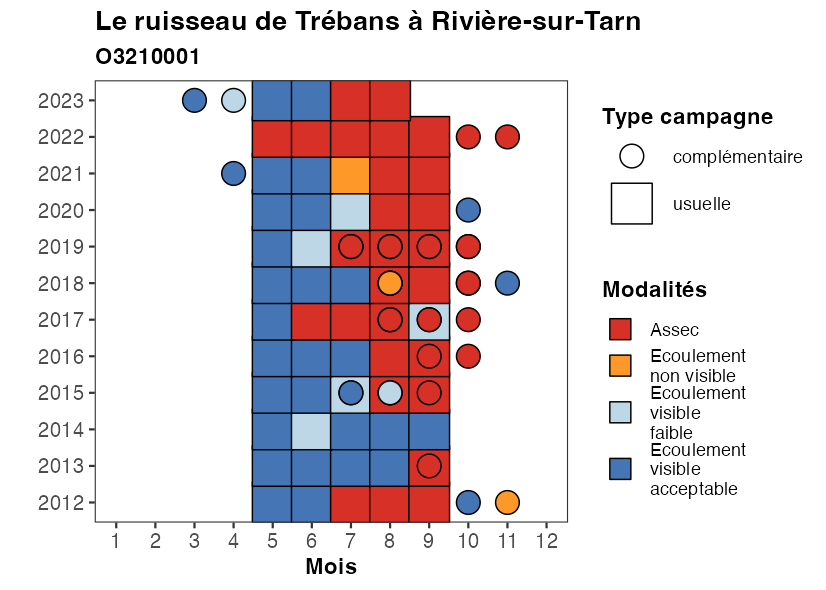 Le ruisseau de Trébans à Rivière-sur-Tarn
O3210001
2023
2022
2021
2020
2019
2018
2017
2016
2015
2014
2013
2012
1 2 3 4 5 6 7 8 9 10 11 12
Mois
Type campagne
complémentaire
usuelle
Modalités
Assec
Ecoulement
non visible
Ecoulement
visible
faible
Ecoulement
visible
acceptable